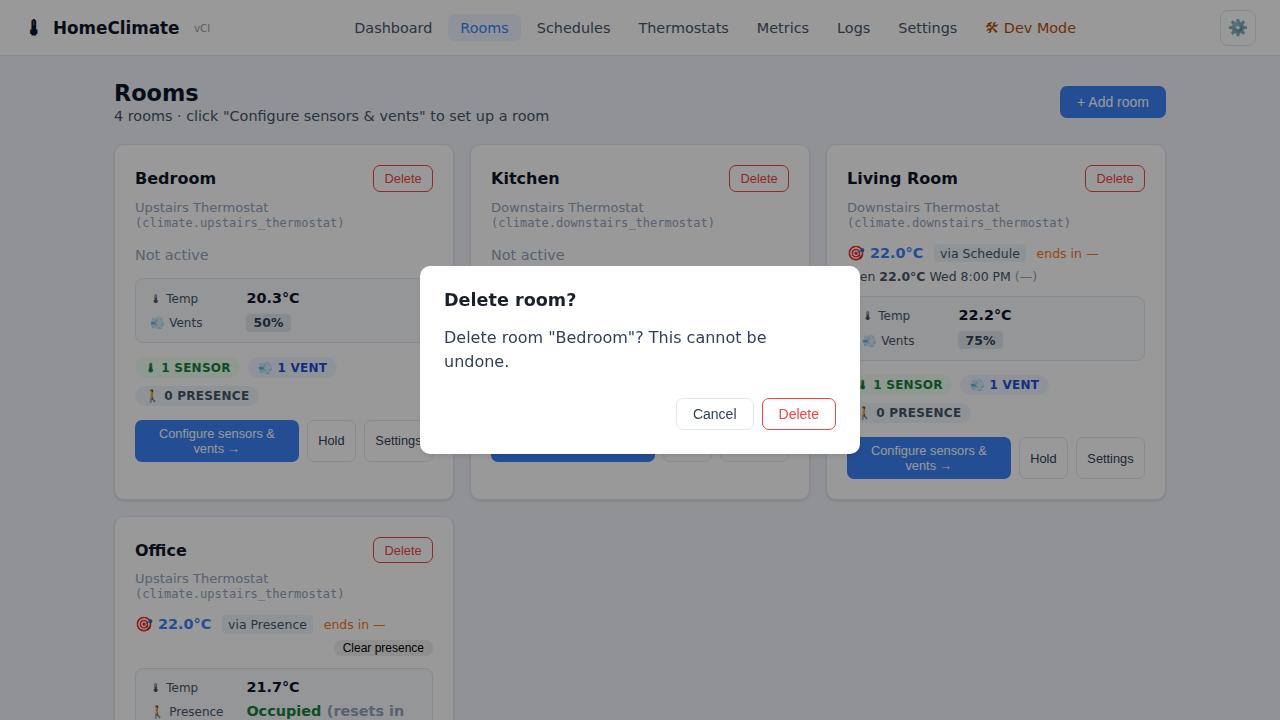 HomeClimate vCI
Dashboard Rooms Schedules Thermostats Metrics Logs Settings 🛠 Dev Mode
Rooms
4 rooms · click "Configure sensors & vents" to set up a room
+ Add room
Bedroom
Delete
Upstairs Thermostat
(climate.upstairs_thermostat)
Not active
Temp 20.3°C
Vents 50%
1 SENSOR
1 VENT
0 PRESENCE
Configure sensors &
vents →
Hold
Settings
Kitchen
Delete
Downstairs Thermostat
(climate.downstairs_thermostat)
Not active
Living Room
Delete
Downstairs Thermostat
(climate.downstairs_thermostat)
22.0°C via Schedule ends in —
22.0°C Wed 8:00 PM (—)
Temp 22.2°C
Vents 75%
1 SENSOR
1 VENT
0 PRESENCE
Configure sensors &
vents →
Hold
Settings
Delete room?
Delete room "Bedroom"? This cannot be
undone.
Cancel
Delete
Office
Delete
Upstairs Thermostat
(climate.upstairs_thermostat)
22.0°C via Presence ends in —
Clear presence
Temp 21.7°C
Presence Occupied (resets in